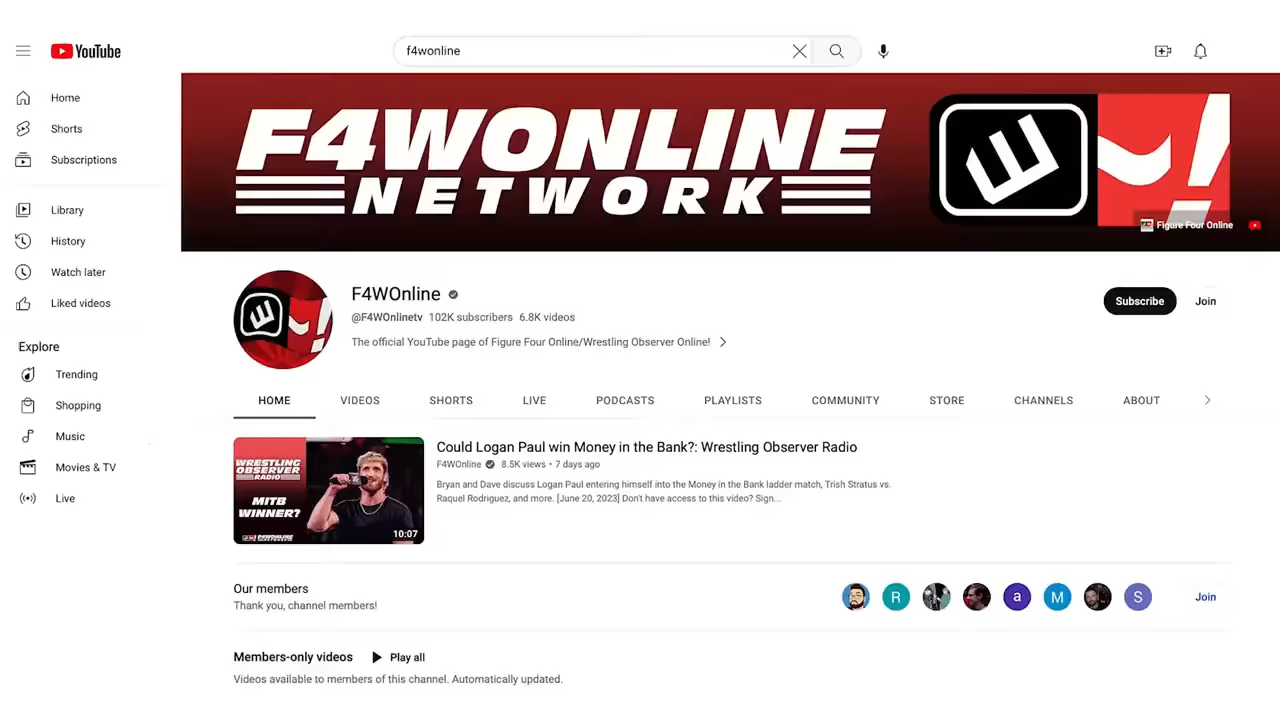 YouTube
f4wonline
Home
Shorts
Subscriptions
Library
History
Watch later
Liked videos
Explore
Trending
Shopping
Music
Movies & TV
Live
F4WONLINE
NETWORK
Figure Four Online
F4WOnline
@F4WOnlinetv 102K subscribers 6.8K videos
The official YouTube page of Figure Four Online/Wrestling Observer Online!
Subscribe
Join
HOME VIDEOS SHORTS LIVE PODCASTS PLAYLISTS COMMUNITY STORE CHANNELS ABOUT
WRESTLING
OBSERVER
RADIO
MITB
WINNER?
F4WONLINE
10:07
Could Logan Paul win Money in the Bank?: Wrestling Observer Radio
F4WOnline 8.5K views • 7 days ago
Bryan and Dave discuss Logan Paul entering himself into the Money in the Bank ladder match, Trish Stratus vs.
Raquel Rodriguez, and more. [June 20, 2023] Don't have access to this video? Sign...
Our members
Thank you, channel members!
R a M S
Join
Members-only videos Play all
Videos available to members of this channel. Automatically updated.